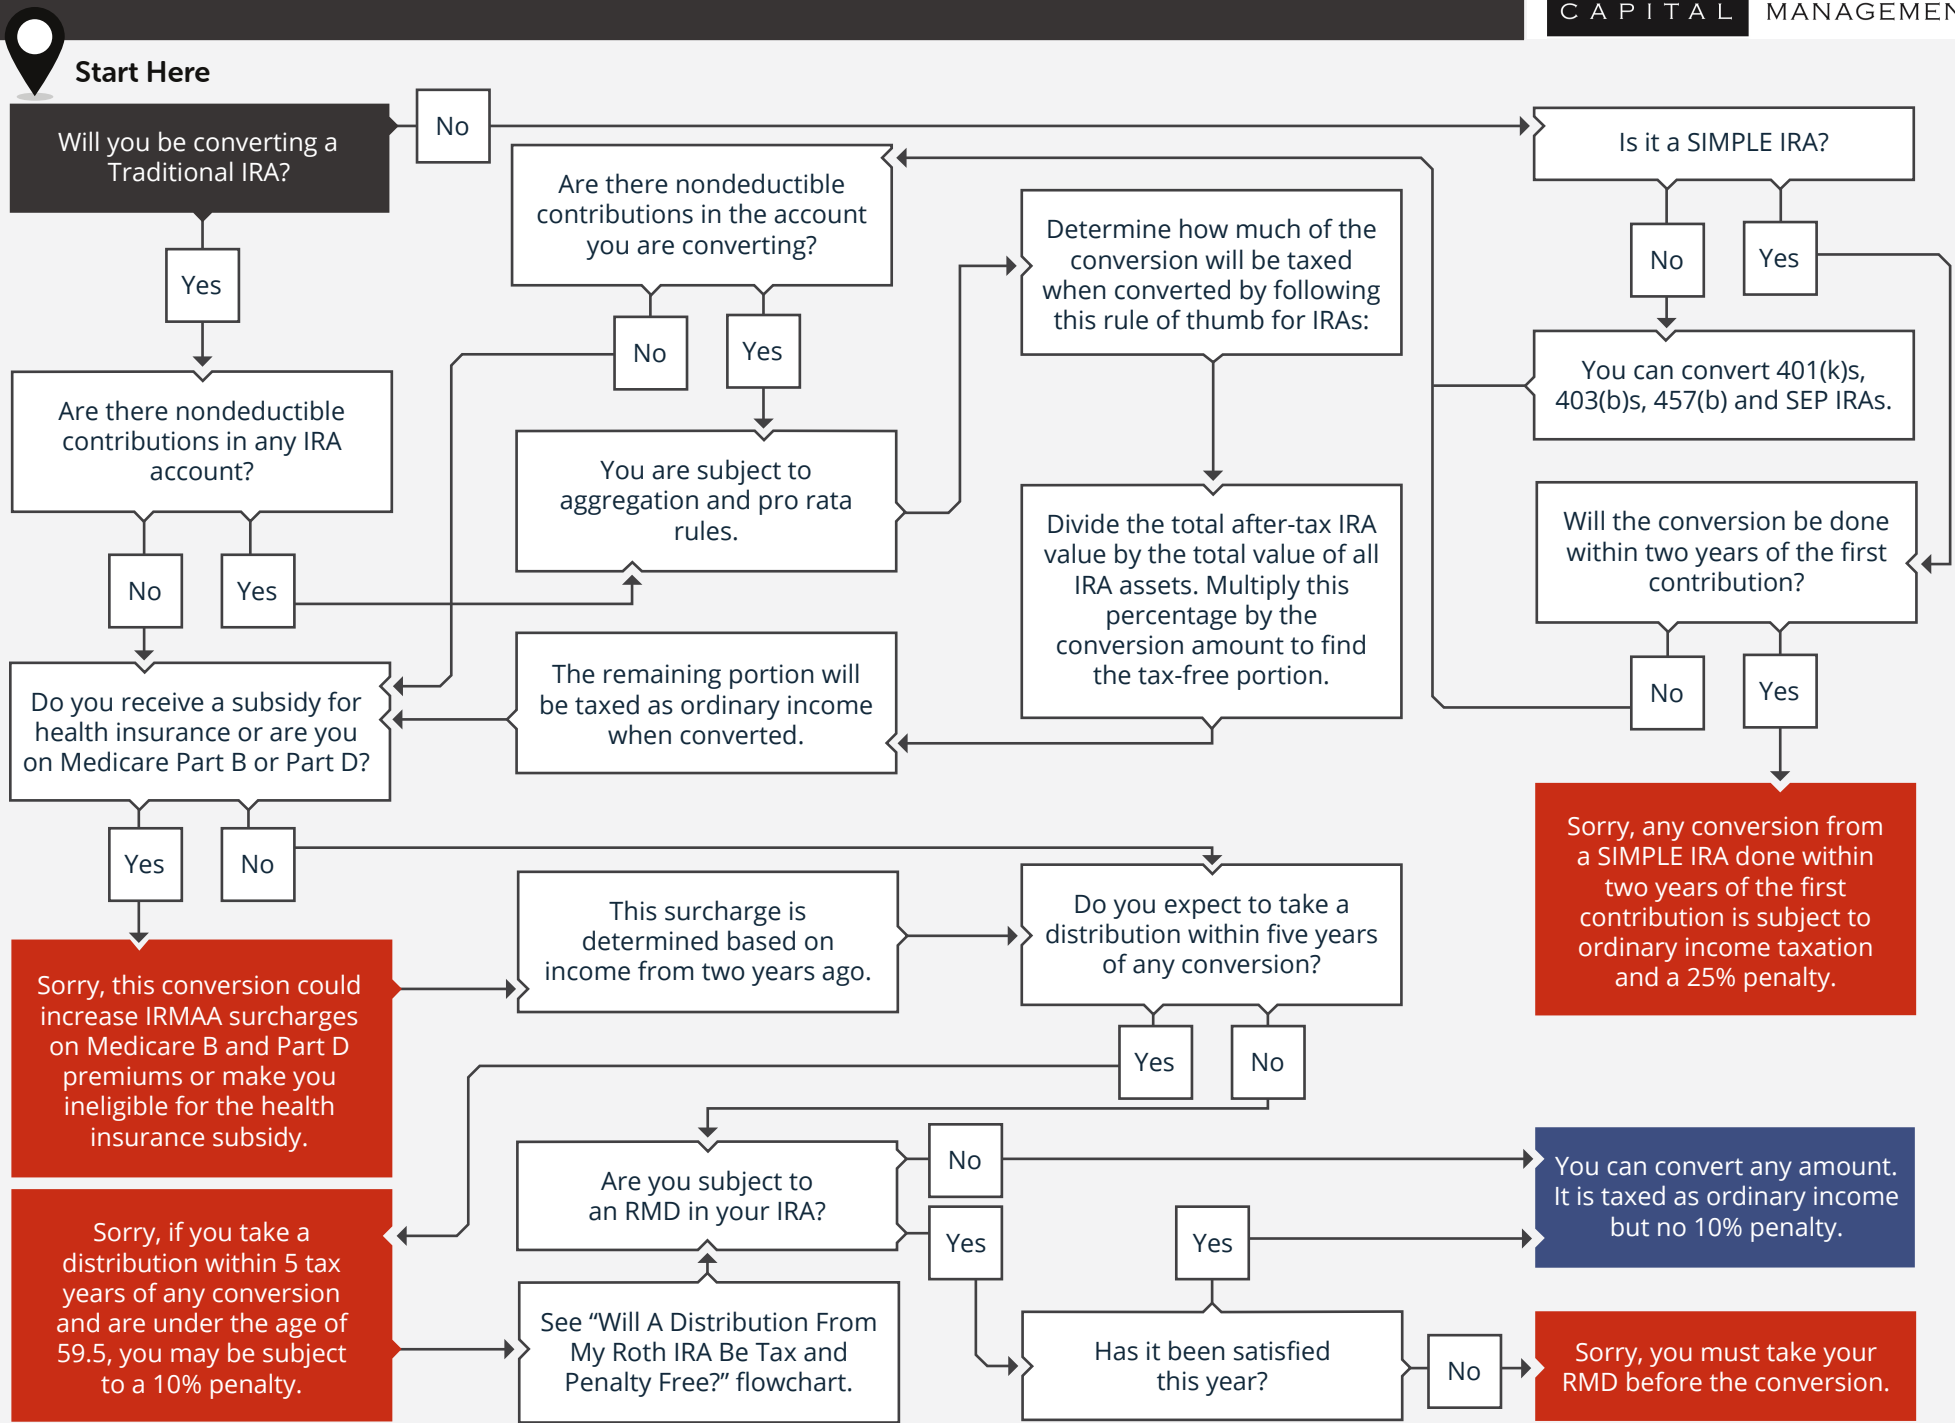 CAPITAL
Start Here
Will you be converting a
Traditional IRA?
No
Is it a SIMPLE IRA?
Yes
Are there nondeductible
contributions in the account
you are converting?
No
Yes
Determine how much of the
conversion will be taxed
when converted by following
this rule of thumb for IRAs:
No
Yes
You can convert 401(k)s,
403(b)s, 457(b) and SEP IRAs.
Are there nondeductible
contributions in any IRA
account?
No
Yes
You are subject to
aggregation and pro rata
rules.
Divide the total after-tax IRA
value by the total value of all
IRA assets. Multiply this
percentage by the
conversion amount to find
the tax-free portion.
Will the conversion be done
within two years of the first
contribution?
No
Yes
Do you receive a subsidy for
health insurance or are you
on Medicare Part B or Part D?
The remaining portion will
be taxed as ordinary income
when converted.
Yes
No
Sorry, any conversion from
a SIMPLE IRA done within
two years of the first
contribution is subject to
ordinary income taxation
and a 25% penalty.
Sorry, this conversion could
increase IRMAA surcharges
on Medicare B and Part D
premiums or make you
ineligible for the health
insurance subsidy.
This surcharge is
determined based on
income from two years ago.
Do you expect to take a
distribution within five years
of any conversion?
Yes
No
Sorry, if you take a
distribution within 5 tax
years of any conversion
and are under the age of
59.5, you may be subject
to a 10% penalty.
Are you subject to
an RMD in your IRA?
No
Yes
You can convert any amount.
It is taxed as ordinary income
but no 10% penalty.
See “Will A Distribution From
My Roth IRA Be Tax and
Penalty Free?” flowchart.
Yes
Has it been satisfied
this year?
No
Sorry, you must take your
RMD before the conversion.